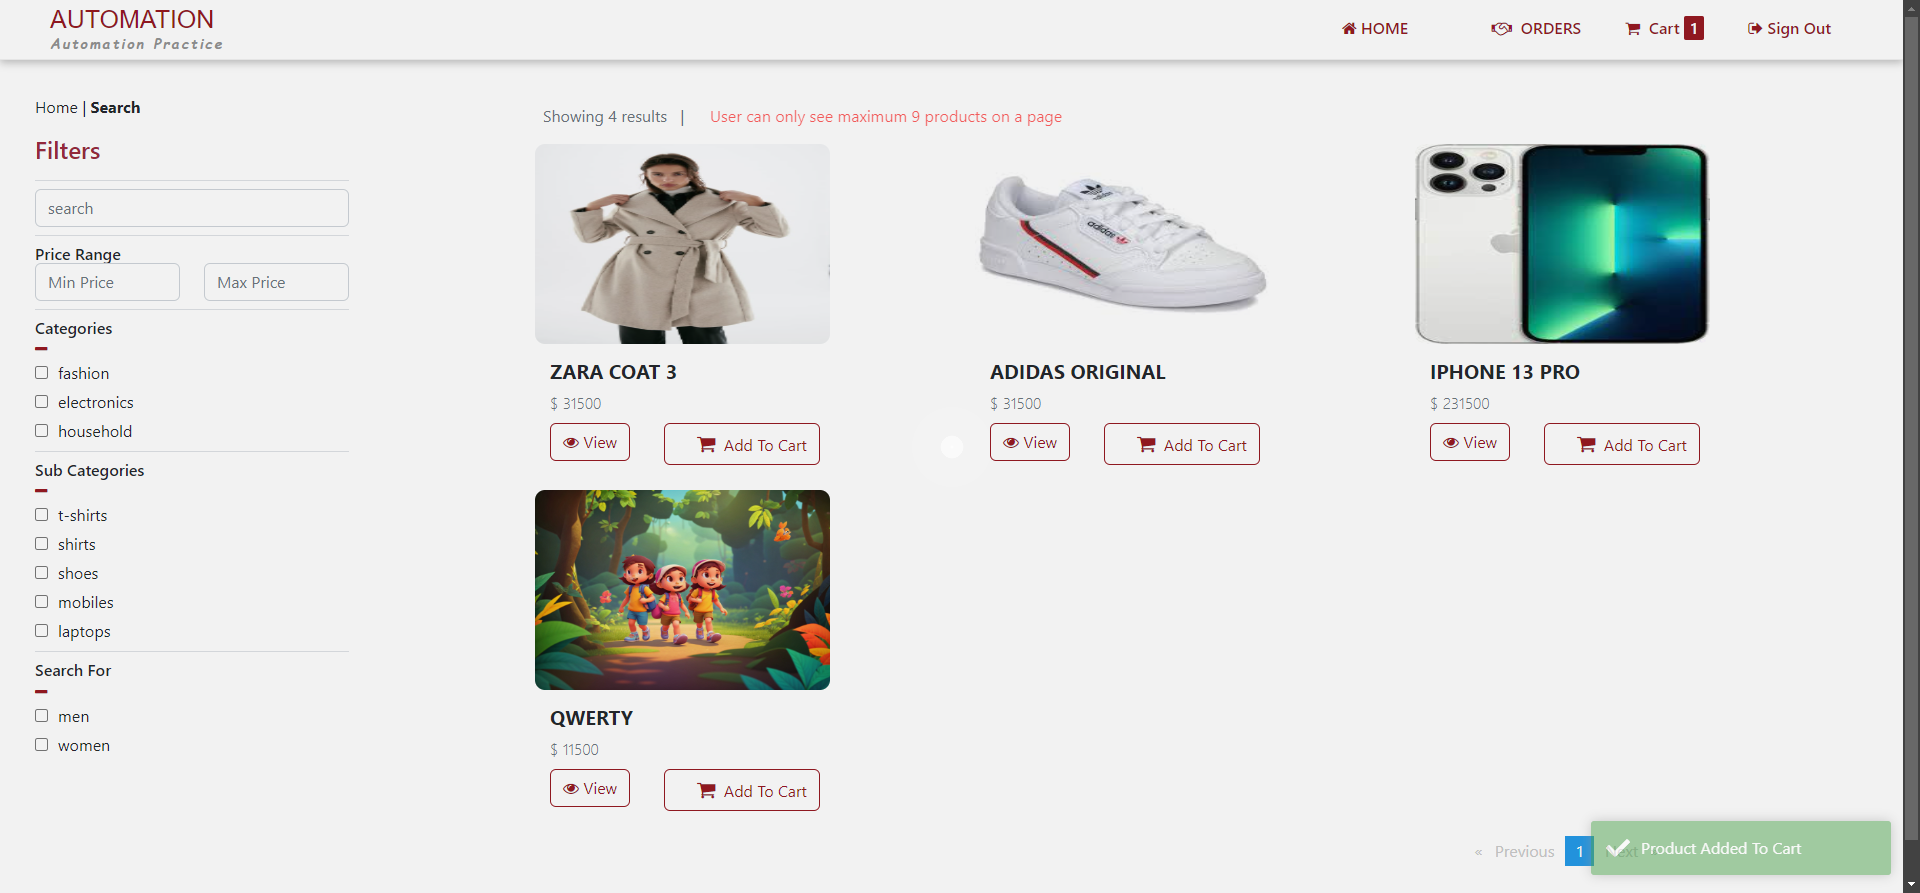 AUTOMATION
Automation Practice
HOME
ORDERS
Cart 1
Sign Out
Home | Search
Filters
search
Price Range
Min Price
Max Price
Categories
fashion
electronics
household
Sub Categories
t-shirts
shirts
shoes
mobiles
laptops
Search For
men
women
Showing 4 results |
User can only see maximum 9 products on a page
adidas
ZARA COAT 3
$ 31500
View
Add To Cart
ADIDAS ORIGINAL
$ 31500
View
Add To Cart
IPHONE 13 PRO
$ 231500
View
Add To Cart
QWERTY
$ 11500
View
Add To Cart
« Previous
1
Next
Product Added To Cart